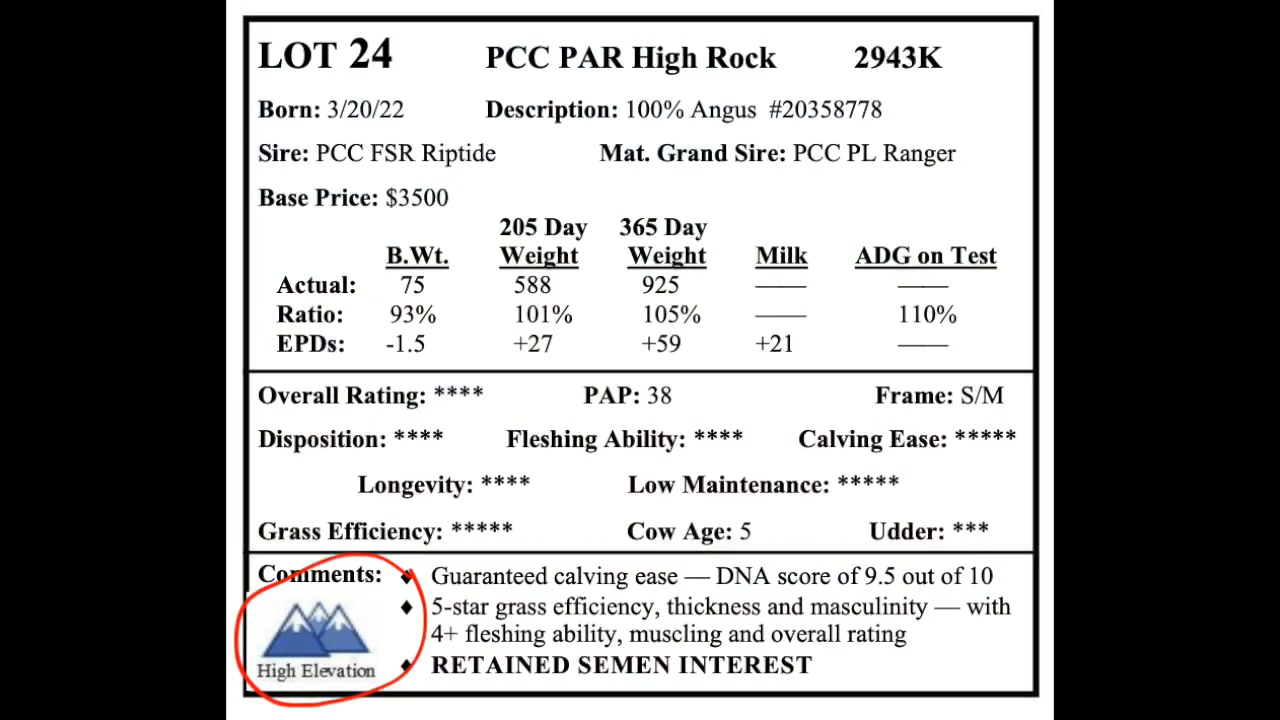 LOT 24 PCC PAR High Rock 2943K
Born: 3/20/22 Description: 100% Angus #20358778
Sire: PCC FSR Riptide Mat. Grand Sire: PCC PL Ranger
Base Price: $3500
205 Day 365 Day
B.Wt. Weight Weight Milk ADG on Test
Actual: 75 588 925 —— ——
Ratio: 93% 101% 105% —— 110%
EPDs: -1.5 +27 +59 +21 ——
Overall Rating: **** PAP: 38 Frame: S/M
Disposition: **** Fleshing Ability: **** Calving Ease: *****
Longevity: **** Low Maintenance: *****
Grass Efficiency: ***** Cow Age: 5 Udder: ***
Comments: ♦ Guaranteed calving ease — DNA score of 9.5 out of 10
♦ 5-star grass efficiency, thickness and masculinity — with
4+ fleshing ability, muscling and overall rating
♦ RETAINED SEMEN INTEREST
High Elevation